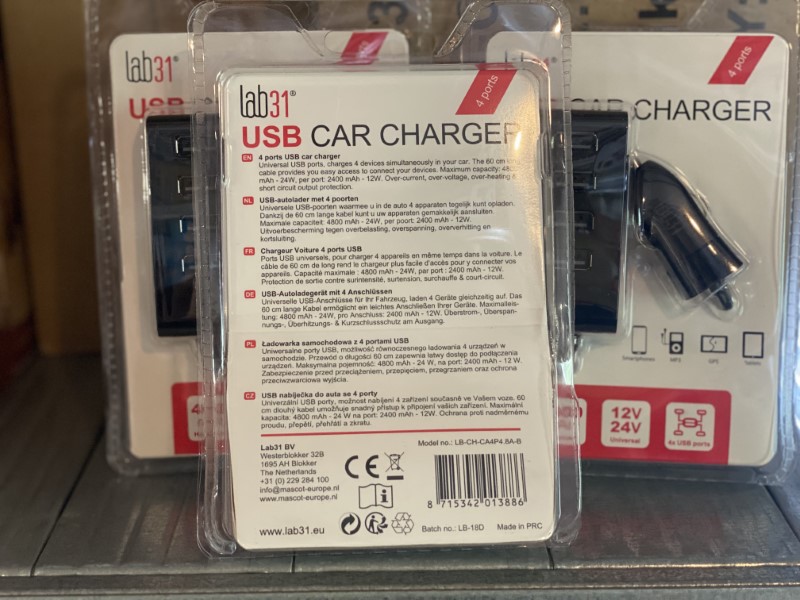 lab31®
4 ports
USB CAR CHARGER
EN 4 ports USB car charger
Universal USB ports, charges 4 devices simultaneously in your car. The 60 cm
cable provides you easy access to connect your devices. Maximum capacity: 4800
mAh - 24W, per port: 2400 mAh - 12W. Over-current, over-voltage, over-heating &
short circuit output protection.
NL USB-autolader met 4 poorten
Universele USB-poorten waarmee u in de auto 4 apparaten tegelijk kunt opladen.
Dankzij de 60 cm lange kabel kunt u uw apparaten gemakkelijk aansluiten.
Maximale capaciteit: 4800 mAh - 24W, per poort: 2400 mAh - 12W.
Uitvoerbescherming tegen overbelasting, overspanning, oververhitting en
kortsluiting.
FR Chargeur Voiture 4 ports USB
Ports USB universels, pour charger 4 appareils en même temps dans la voiture. Le
câble de 60 cm de long rend le chargeur plus facile d'accès pour y connecter vos
appareils. Capacité maximale : 4800 mAh - 24W, par port : 2400 mAh - 12W.
Protection de sortie contre surintensité, surtension, surchauffe & court-circuit.
DE USB-Autoladegerät mit 4 Anschlüssen
Universelle USB-Anschlüsse für Ihr Fahrzeug, laden 4 Geräte gleichzeitig auf. Das
60 cm lange Kabel ermöglicht ein leichtes Anschließen Ihrer Geräte. Maximalleis-
tung: 4800 mAh - 24W, pro Anschluss: 2400 mAh - 12W. Überstrom-, Überspan-
nungs-, Überhitzungs- & Kurzschlussschutz am Ausgang.
PL Ładowarka samochodowa z 4 portami USB
Uniwersalne porty USB, możliwość równoczesnego ładowania 4 urządzeń w
samochodzie. Przewód o długości 60 cm zapewnia łatwy dostęp do podłączenia
urządzeń. Maksymalna pojemność: 4800 mAh - 24 W, na port: 2400 mAh - 12 W.
Zabezpieczenie przed przeciążeniem, przepięciem, przegrzaniem oraz ochrona
przeciwzwarciowa wyjścia.
CZ USB nabíječka do auta se 4 porty
Univerzální USB porty, možnost nabíjení 4 zařízení současně ve Vašem voze. 60
cm dlouhý kabel umožňuje snadný přístup k připojení vašich zařízení. Maximální
kapacita: 4800 mAh - 24 W na port: 2400 mAh - 12W. Ochrana proti nadměrnému
proudu, přepětí, přehřátí a zkratu.
Lab31 BV
Westerblokker 32B
1695 AH Blokker
The Netherlands
+31 (0) 229 284 100
info@mascot-europe.nl
mascot-europe.nl
www.lab31.eu
CE
Model no.: LB-CH-CA4P4.8A-B
8 715342 013886
Batch no.: LB-18D Made in PRC
lab31®
USB
4 ports
CAR CHARGER
Smartphones
MP3
GPS
Tablets
12V
24V
Universal
4x USB ports